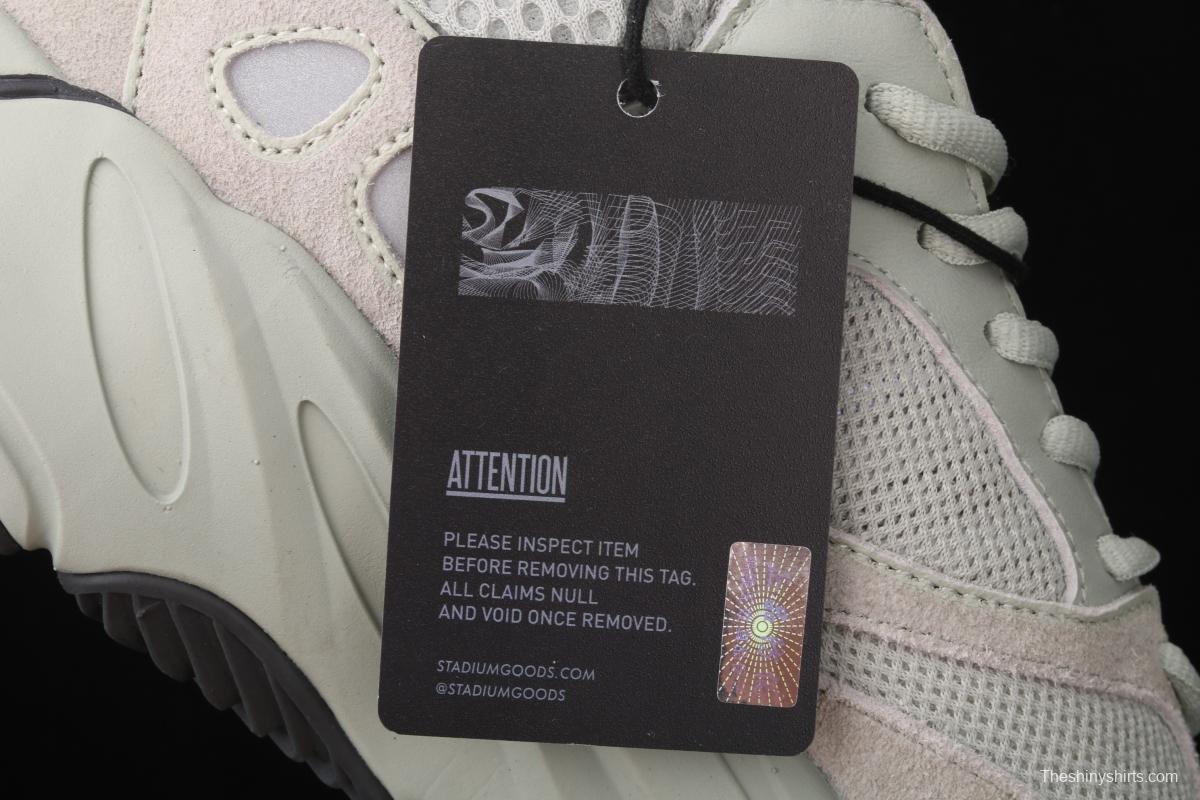 ATTENTION
PLEASE INSPECT ITEM
BEFORE REMOVING THIS TAG.
ALL CLAIMS NULL
AND VOID ONCE REMOVED.
STADIUMGOODS.COM
@STADIUMGOODS
Theshinyshirts.com